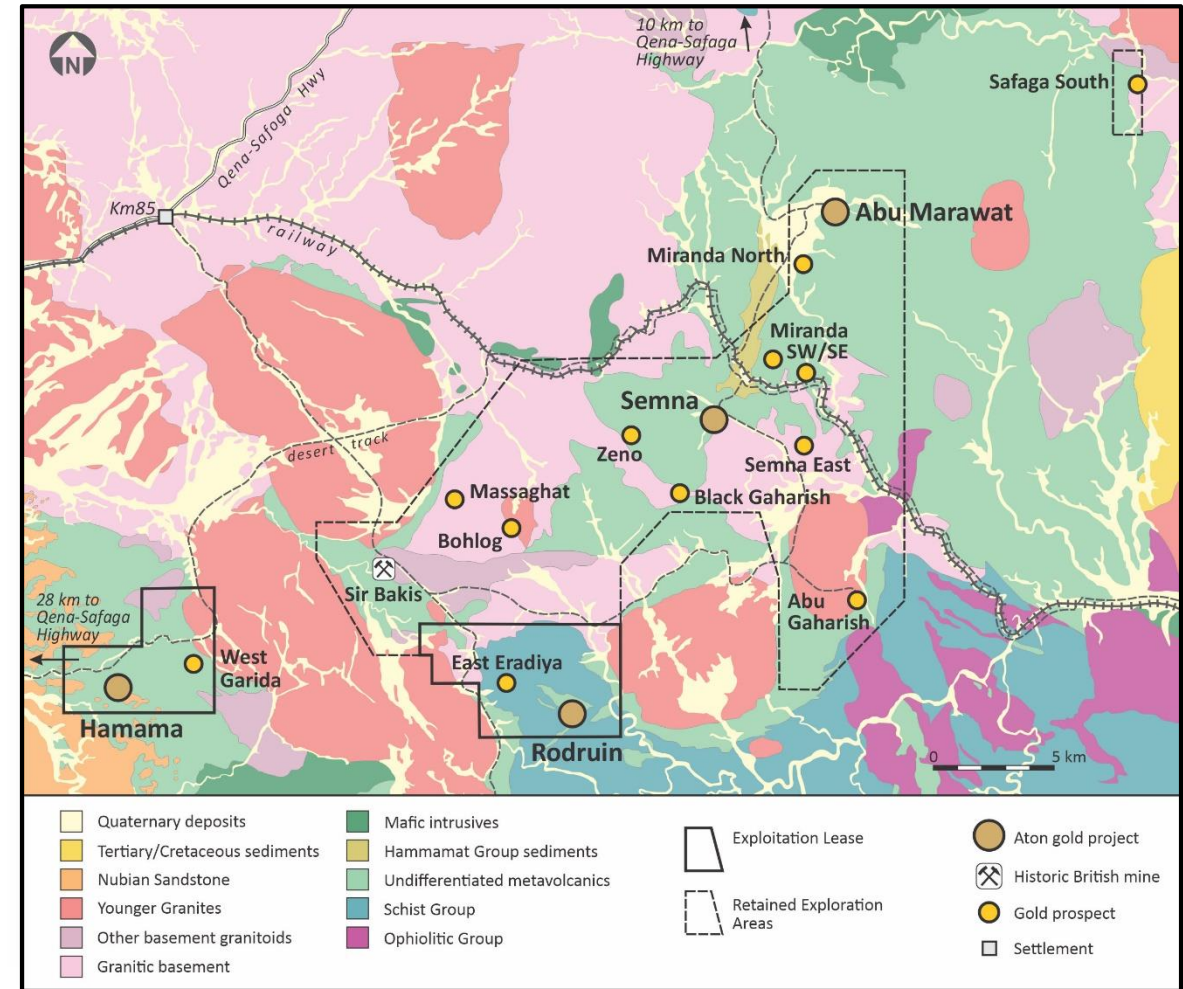 10 km to
Qena-Safaga
Highway
N
Safaga South
Qena-Safoga Hwy
Km85
railway
Abu Marawat
Miranda North
Miranda
SW/SE
Semna
Zeno
Semna East
desert track
Massaghat
Black Gaharish
Bohlog
Sir Bakis
28 km to
Qena-Safaga
Highway
Abu
Gaharish
West
Garida
East Eradiya
Hamama
Rodruin
0 5 km
Quaternary deposits
Tertiary/Cretaceous sediments
Nubian Sandstone
Younger Granites
Other basement granitoids
Granitic basement
Mafic intrusives
Hammamat Group sediments
Undifferentiated metavolcanics
Schist Group
Ophiolitic Group
Exploitation Lease
Retained Exploration
Areas
Aton gold project
Historic British mine
Gold prospect
Settlement